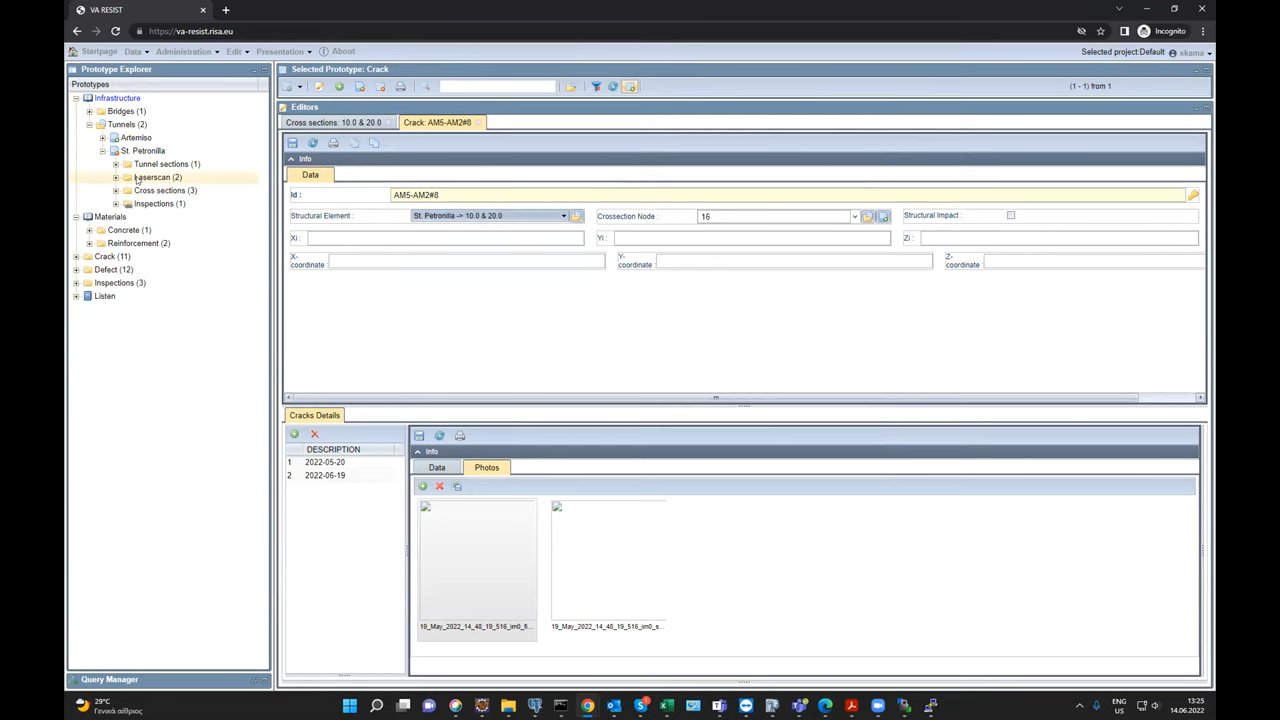 VA RESIST
https://va-resist.risa.eu
Incognito
Startpage Data Administration Edit Presentation About
Selected project:Default skame
Prototype Explorer
Prototypes
Infrastructure
Bridges (1)
Tunnels (2)
Artemiso
St. Petronilla
Tunnel sections (1)
Laserscan (2)
Cross sections (3)
Inspections (1)
Materials
Concrete (1)
Reinforcement (2)
Crack (11)
Defect (12)
Inspections (3)
Listen
Query Manager
Selected Prototype: Crack
(1 - 1) from 1
Editors
Cross sections: 10.0 & 20.0
Crack: AM5-AM2#8
Info
Data
Id : AM5-AM2#8
Structural Element : St. Petronilla -> 10.0 & 20.0 Crossection Node : 16 Structural Impact :
Xi : Yi : Zi :
X-coordinate : Y-coordinate : Z-coordinate :
Cracks Details
DESCRIPTION
1 2022-05-20
2 2022-06-19
Info
Data Photos
19_May_2022_14_48_19_516_im0_fi...
19_May_2022_14_48_19_516_im0_s...
29°C
Γενικά αίθριος
ENG
US
13:25
14.06.2022